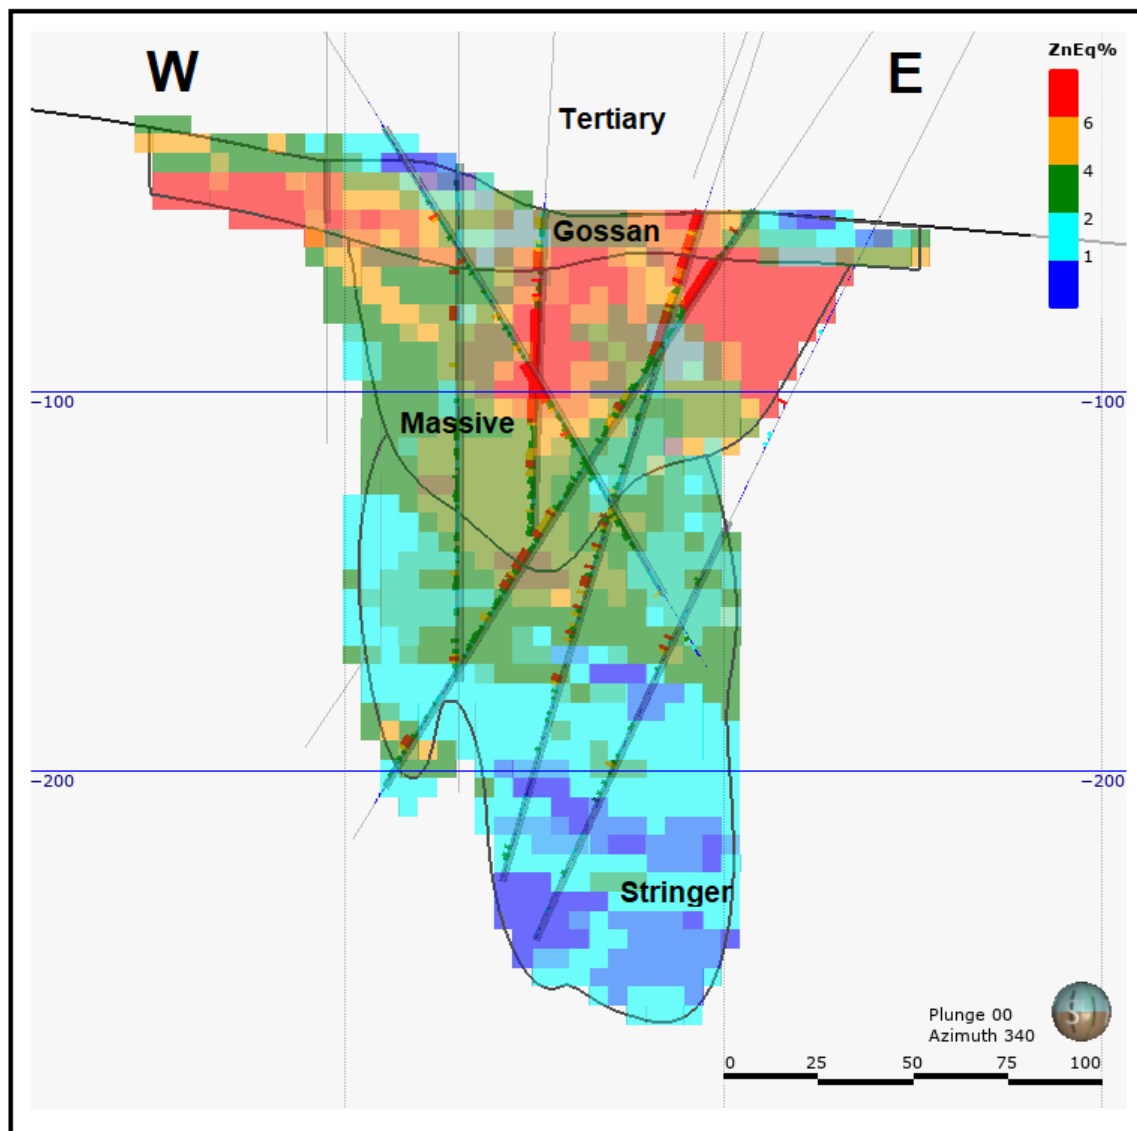 W
E
ZnEq%
6
4
2
1
Tertiary
Gossan
-100
-100
Massive
-200
-200
Stringer
Plunge 00
Azimuth 340
S
0 25 50 75 100